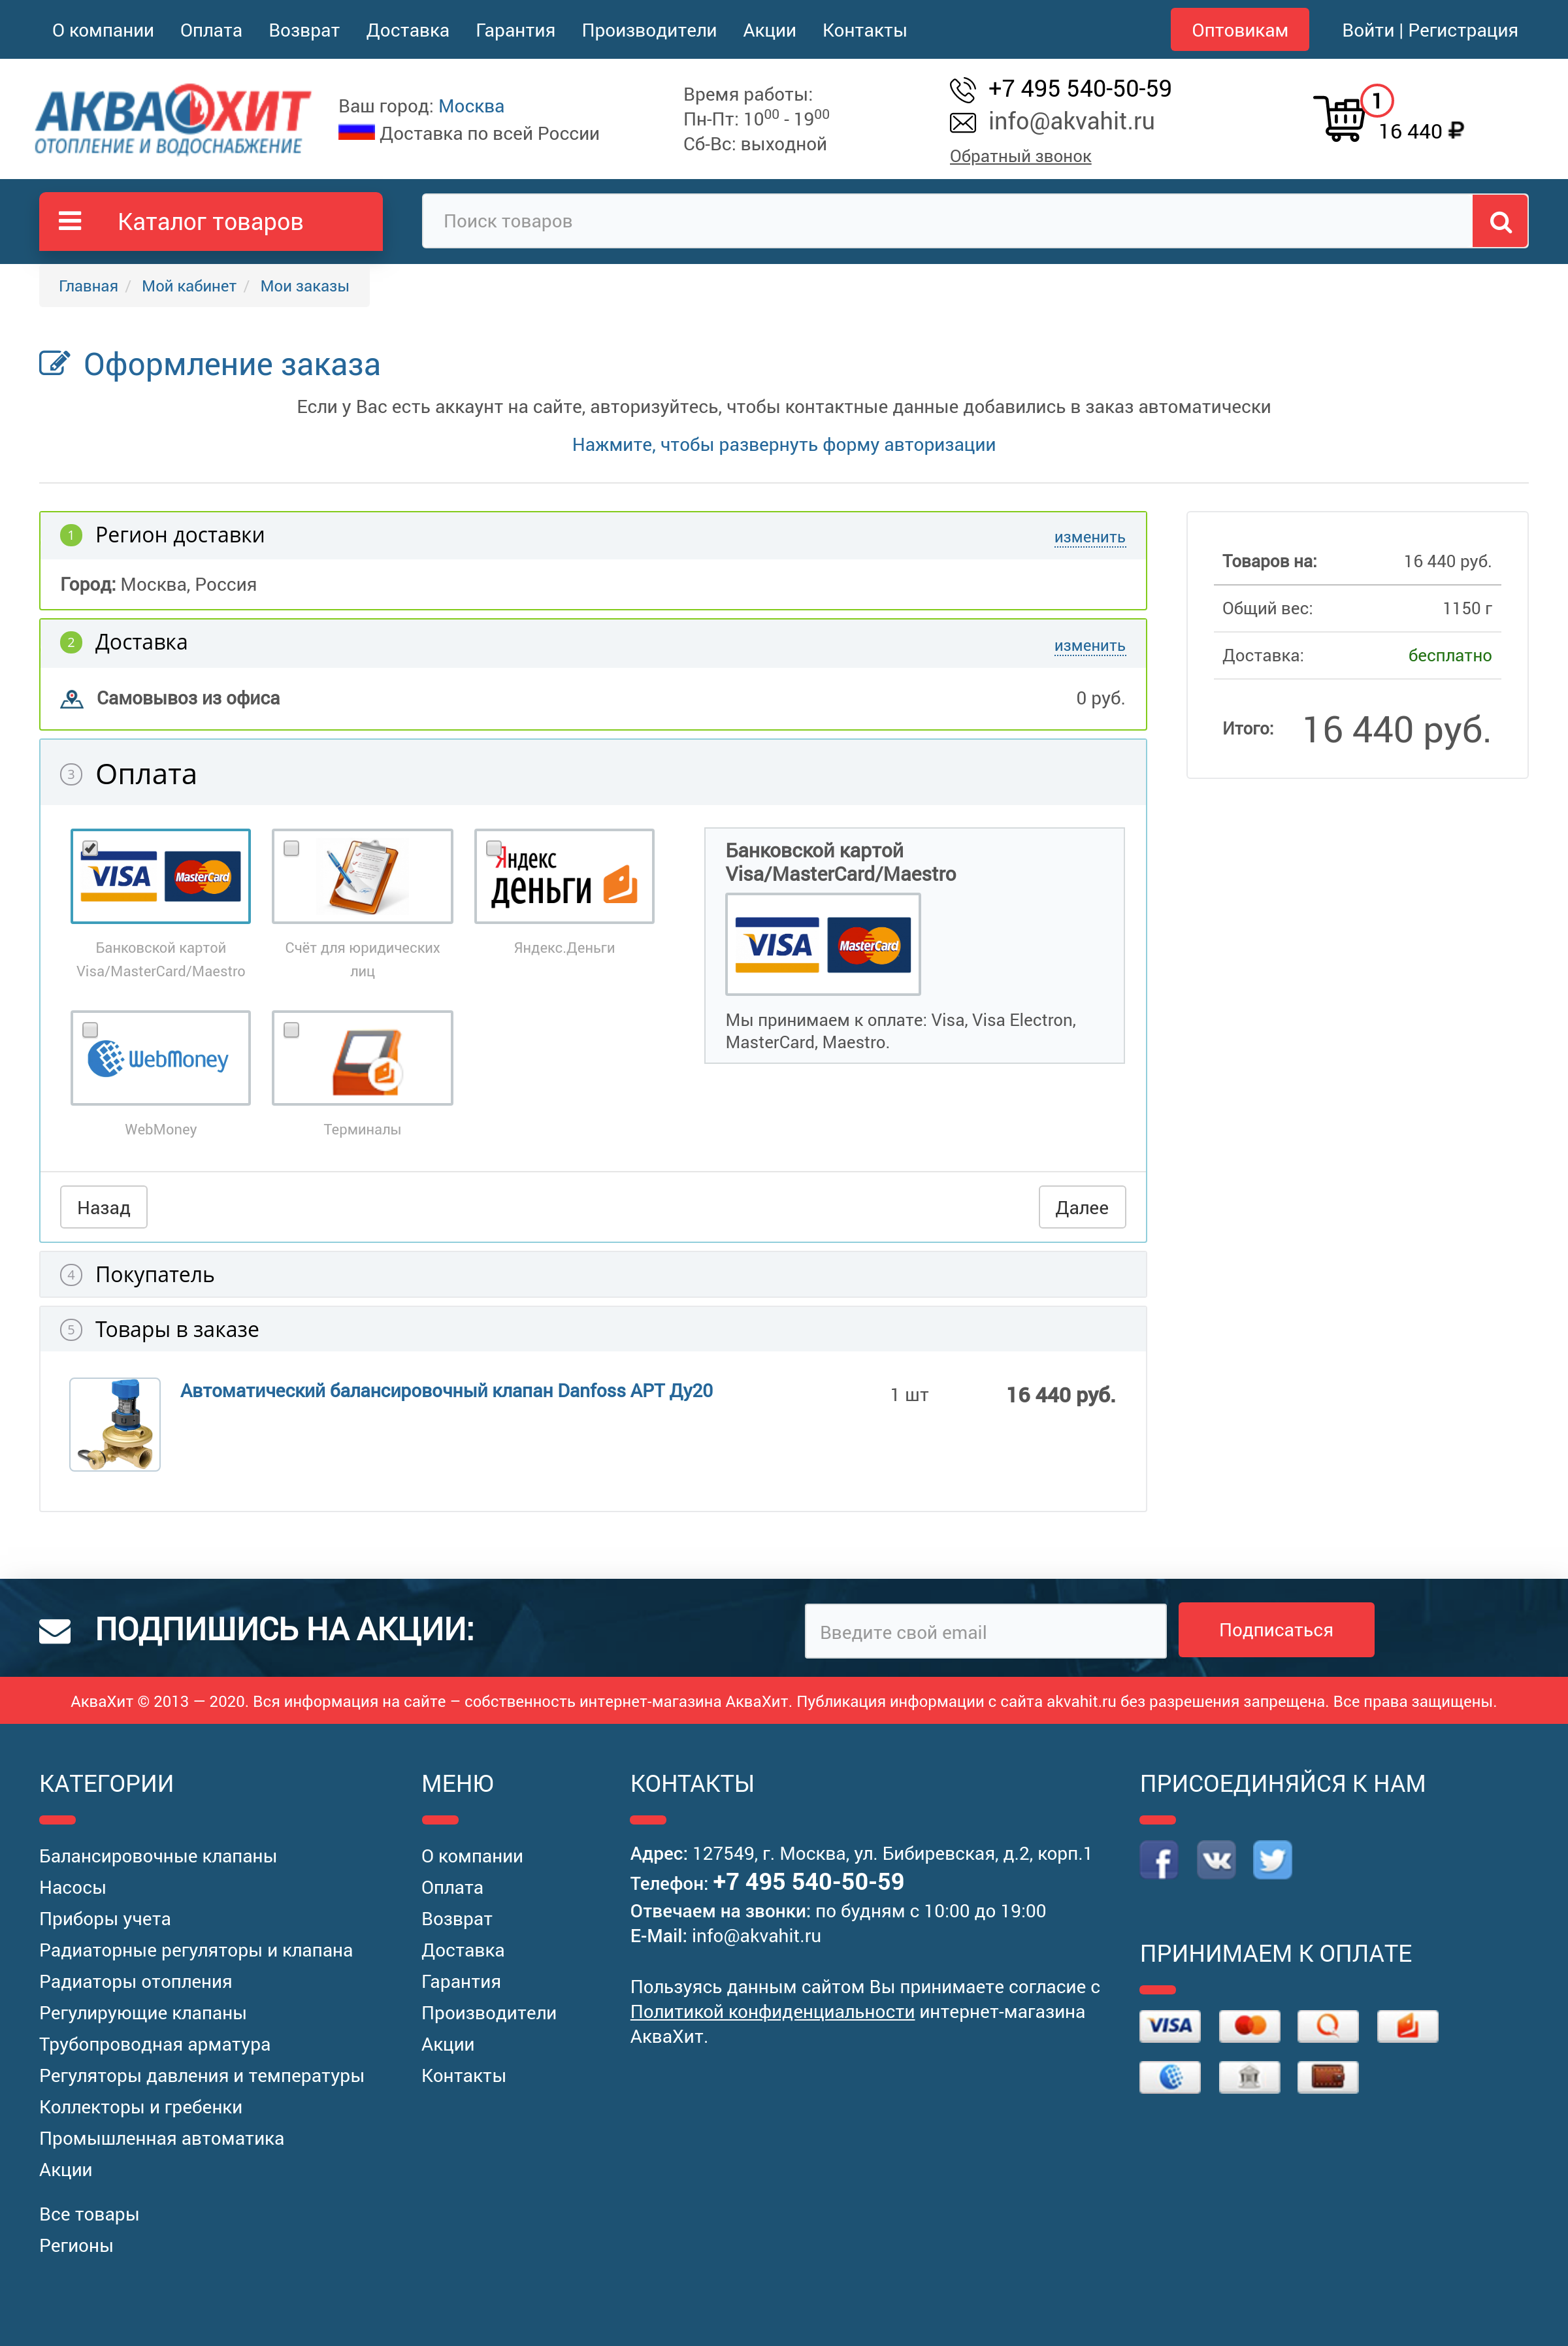 О компании Оплата Возврат Доставка Гарантия Производители Акции Контакты Оптовикам Войти | Регистрация
АКВАХИТ
ОТОПЛЕНИЕ И ВОДОСНАБЖЕНИЕ
Ваш город: Москва
Доставка по всей России
Время работы:
Пн-Пт: 10⁰⁰ - 19⁰⁰
Сб-Вс: выходной
+7 495 540-50-59
info@akvahit.ru
Обратный звонок
1
16 440 ₽
Каталог товаров
Поиск товаров
Главная / Мой кабинет / Мои заказы
Оформление заказа
Если у Вас есть аккаунт на сайте, авторизуйтесь, чтобы контактные данные добавились в заказ автоматически
Нажмите, чтобы развернуть форму авторизации
1 Регион доставки изменить
Город: Москва, Россия
2 Доставка изменить
Самовывоз из офиса 0 руб.
3 Оплата
VISA MasterCard
Яндекс
деньги
Банковской картой
Visa/MasterCard/Maestro
Счёт для юридических
лиц
Яндекс.Деньги
WebMoney
WebMoney
Терминалы
Банковской картой
Visa/MasterCard/Maestro
VISA MasterCard
Мы принимаем к оплате: Visa, Visa Electron,
MasterCard, Maestro.
Назад Далее
4 Покупатель
5 Товары в заказе
Автоматический балансировочный клапан Danfoss APT Ду20 1 шт 16 440 руб.
Товаров на: 16 440 руб.
Общий вес: 1150 г
Доставка: бесплатно
Итого: 16 440 руб.
ПОДПИШИСЬ НА АКЦИИ:
Введите свой email
Подписаться
АкваХит © 2013 — 2020. Вся информация на сайте – собственность интернет-магазина АкваХит. Публикация информации с сайта akvahit.ru без разрешения запрещена. Все права защищены.
КАТЕГОРИИ
Балансировочные клапаны
Насосы
Приборы учета
Радиаторные регуляторы и клапана
Радиаторы отопления
Регулирующие клапаны
Трубопроводная арматура
Регуляторы давления и температуры
Коллекторы и гребенки
Промышленная автоматика
Акции
Все товары
Регионы
МЕНЮ
О компании
Оплата
Возврат
Доставка
Гарантия
Производители
Акции
Контакты
КОНТАКТЫ
Адрес: 127549, г. Москва, ул. Бибиревская, д.2, корп.1
Телефон: +7 495 540-50-59
Отвечаем на звонки: по будням с 10:00 до 19:00
E-Mail: info@akvahit.ru
Пользуясь данным сайтом Вы принимаете согласие с
Политикой конфиденциальности интернет-магазина
АкваХит.
ПРИСОЕДИНЯЙСЯ К НАМ
ПРИНИМАЕМ К ОПЛАТЕ
VISA